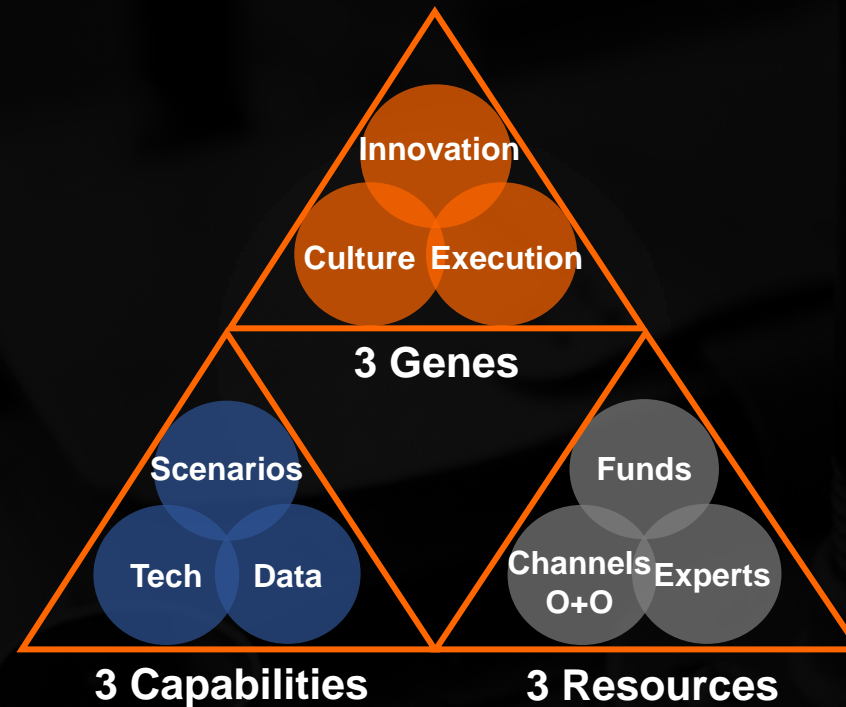 Innovation
Culture
Execution
3 Genes
Scenarios
Tech
Data
3 Capabilities
Funds
Channels
O+O
Experts
3 Resources